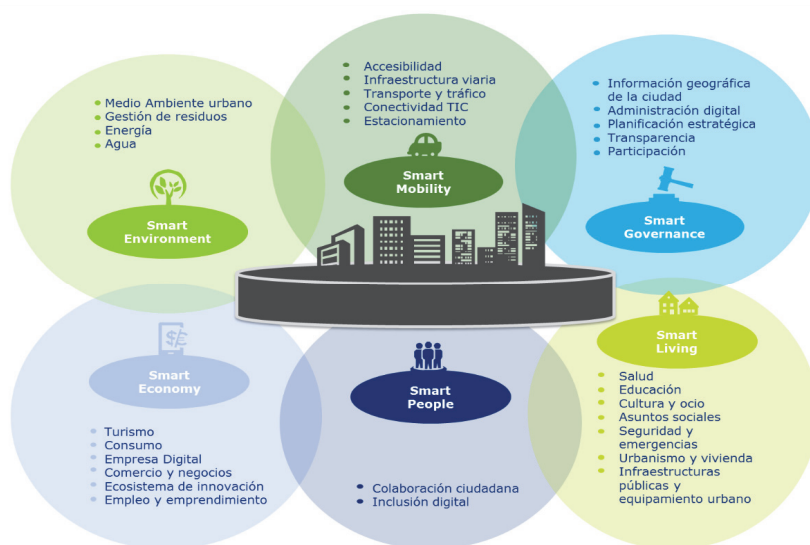 Medio Ambiente urbano
Gestión de residuos
Energía
Agua
Smart
Environment
Accesibilidad
Infraestructura viaria
Transporte y tráfico
Conectividad TIC
Estacionamiento
Smart
Mobility
Información geográfica
de la ciudad
Administración digital
Planificación estratégica
Transparencia
Participación
Smart
Governance
$/€
Smart
Economy
Turismo
Consumo
Empresa Digital
Comercio y negocios
Ecosistema de innovación
Empleo y emprendimiento
Smart
People
Colaboración ciudadana
Inclusión digital
Smart
Living
Salud
Educación
Cultura y ocio
Asuntos sociales
Seguridad y
emergencias
Urbanismo y vivienda
Infraestructuras
públicas y
equipamiento urbano